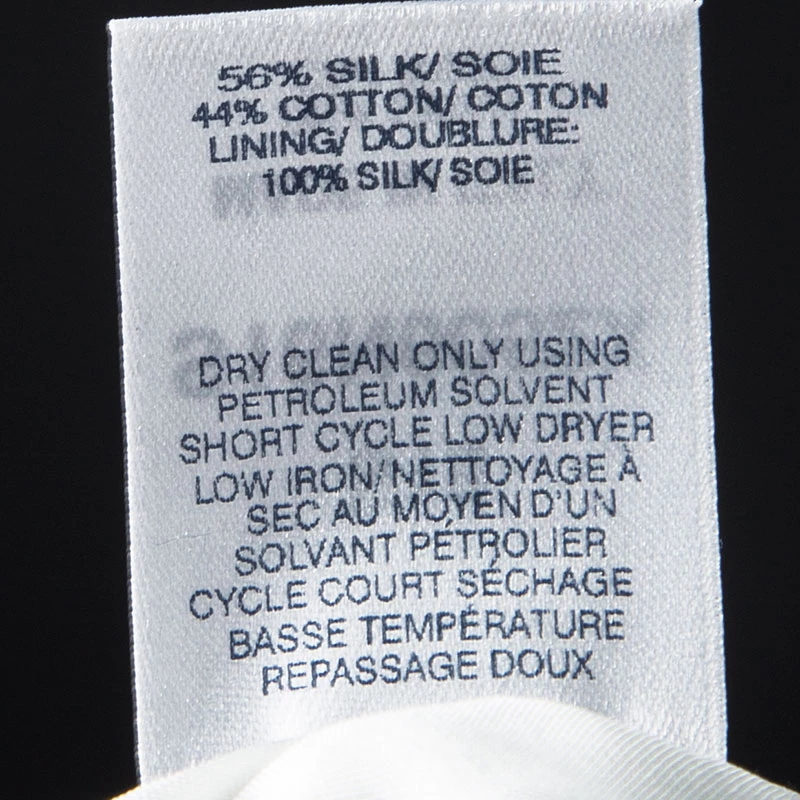 56% SILK/ SOIE
44% COTTON/ COTON
LINING/ DOUBLURE:
100% SILK/ SOIE
DRY CLEAN ONLY USING
PETROLEUM SOLVENT
SHORT CYCLE LOW DRYER
LOW IRON/NETTOYAGE À
SEC AU MOYEN D'UN
SOLVANT PÉTROLIER
CYCLE COURT SÉCHAGE
BASSE TEMPÉRATURE
REPASSAGE DOUX